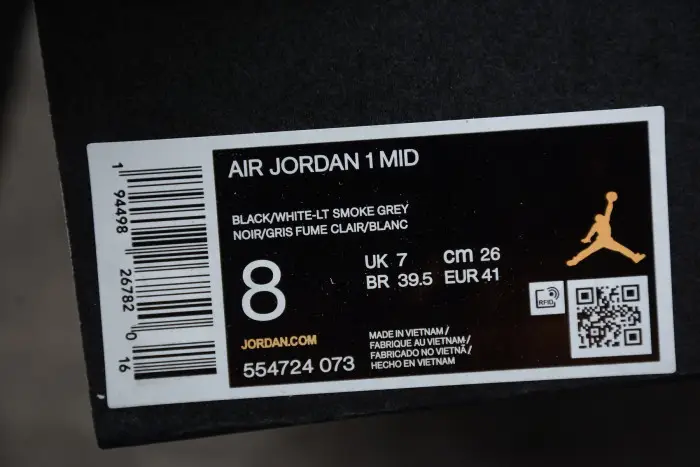 1 94498 26782 0 16
AIR JORDAN 1 MID
BLACK/WHITE-LT SMOKE GREY
NOIR/GRIS FUME CLAIR/BLANC
8
UK 7 cm 26
BR 39.5 EUR 41
JORDAN.COM
554724 073
MADE IN VIETNAM/
FABRIQUE AU VIETNAM/
FABRICADO NO VIETNÃ/
HECHO EN VIETNAM
RFID